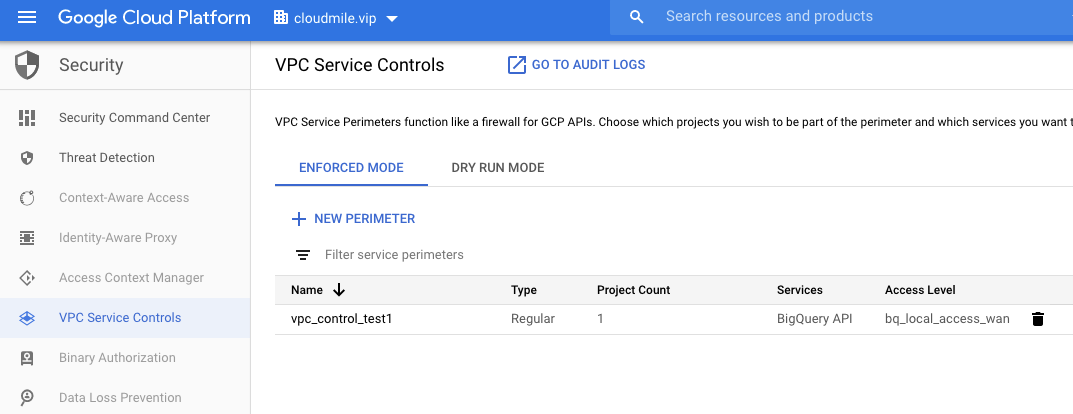 Google Cloud Platform
cloudmile.vip
Search resources and products
Security
VPC Service Controls
GO TO AUDIT LOGS
Security Command Center
Threat Detection
Context-Aware Access
Identity-Aware Proxy
Access Context Manager
VPC Service Controls
Binary Authorization
Data Loss Prevention
VPC Service Perimeters function like a firewall for GCP APIs. Choose which projects you wish to be part of the perimeter and which services you want t
ENFORCED MODE
DRY RUN MODE
NEW PERIMETER
Filter service perimeters
Name Type Project Count Services Access Level
vpc_control_test1 Regular 1 BigQuery API bq_local_access_wan